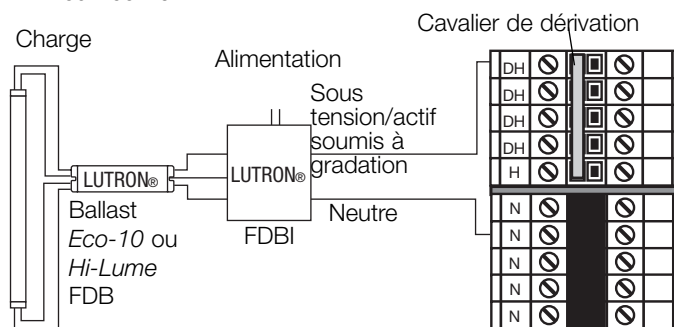 Cavalier de dérivation
Charge
Alimentation
Sous
tension/actif
soumis à
gradation
LUTRON®
LUTRON®
Ballast
Eco-10 ou
Hi-Lume
FDB
FDBI
Neutre
DH
DH
DH
DH
H
N
N
N
N
N